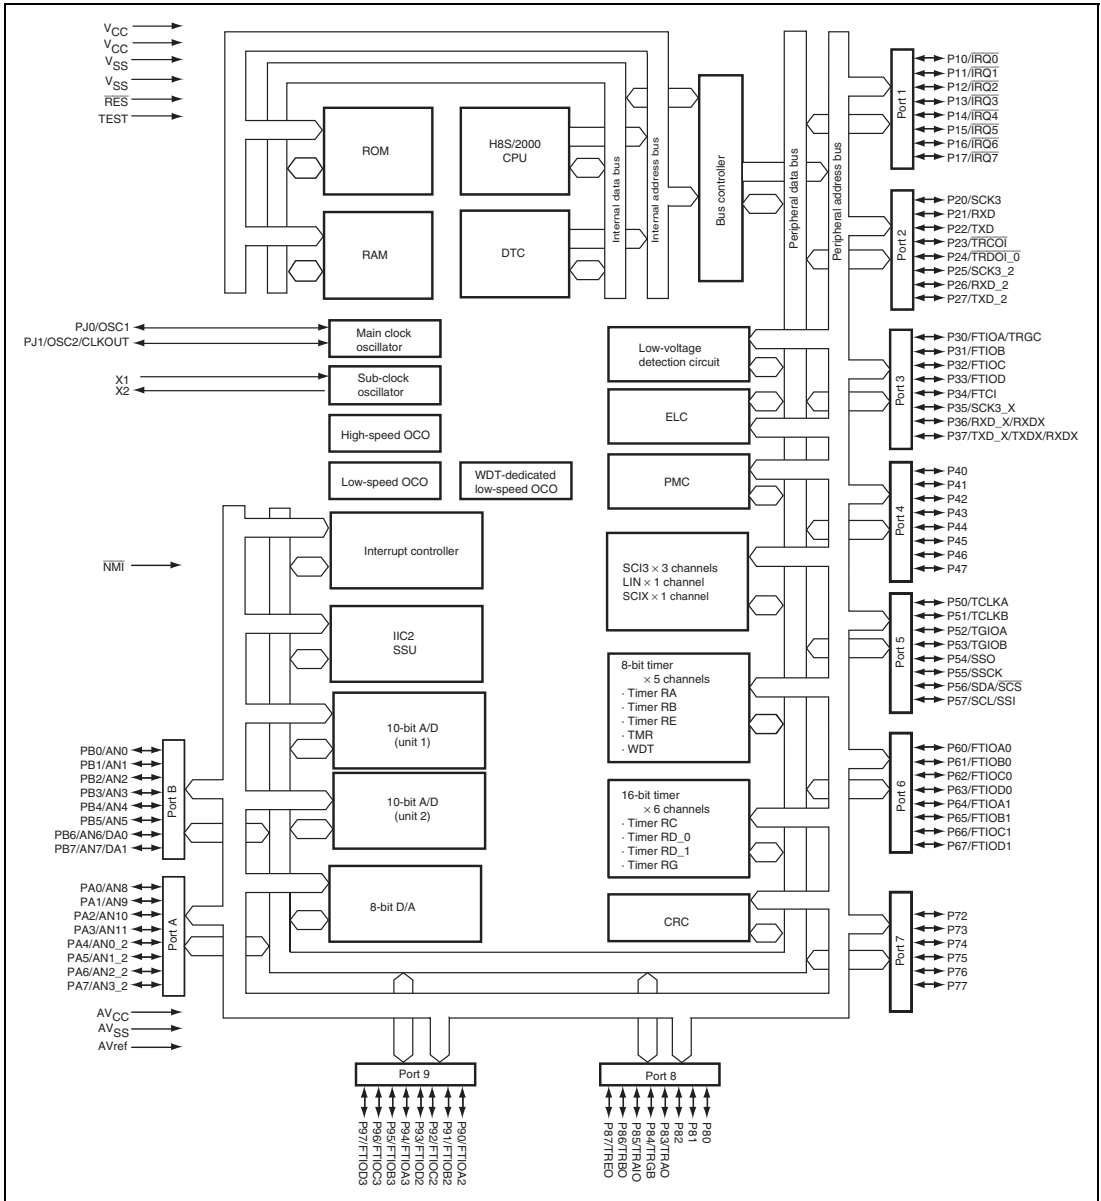 VCC
VCC
VSS
VSS
RES
TEST
ROM
H8S/2000
CPU
RAM
DTC
Internal data bus
Internal address bus
Bus controller
Peripheral data bus
Peripheral address bus
Port 1
P10/IRQ0
P11/IRQ1
P12/IRQ2
P13/IRQ3
P14/IRQ4
P15/IRQ5
P16/IRQ6
P17/IRQ7
Port 2
P20/SCK3
P21/RXD
P22/TXD
P23/TRCOI
P24/TRDOI_0
P25/SCK3_2
P26/RXD_2
P27/TXD_2
PJ0/OSC1
PJ1/OSC2/CLKOUT
Main clock
oscillator
X1
X2
Sub-clock
oscillator
High-speed OCO
Low-speed OCO
WDT-dedicated
low-speed OCO
Low-voltage
detection circuit
ELC
PMC
Port 3
P30/FTIOA/TRGC
P31/FTIOB
P32/FTIOC
P33/FTIOD
P34/FTCI
P35/SCK3_X
P36/RXD_X/RXDX
P37/TXD_X/TXDX/RXDX
Port 4
P40
P41
P42
P43
P44
P45
P46
P47
NMI
Interrupt controller
IIC2
SSU
10-bit A/D
(unit 1)
10-bit A/D
(unit 2)
8-bit D/A
SCI3 × 3 channels
LIN × 1 channel
SCIX × 1 channel
8-bit timer
× 5 channels
· Timer RA
· Timer RB
· Timer RE
· TMR
· WDT
16-bit timer
× 6 channels
· Timer RC
· Timer RD_0
· Timer RD_1
· Timer RG
CRC
Port 5
P50/TCLKA
P51/TCLKB
P52/TGIOA
P53/TGIOB
P54/SSO
P55/SSCK
P56/SDA/SCS
P57/SCL/SSI
Port 6
P60/FTIOA0
P61/FTIOB0
P62/FTIOC0
P63/FTIOD0
P64/FTIOA1
P65/FTIOB1
P66/FTIOC1
P67/FTIOD1
Port 7
P72
P73
P74
P75
P76
P77
PB0/AN0
PB1/AN1
PB2/AN2
PB3/AN3
PB4/AN4
PB5/AN5
PB6/AN6/DA0
PB7/AN7/DA1
Port B
PA0/AN8
PA1/AN9
PA2/AN10
PA3/AN11
PA4/AN0_2
PA5/AN1_2
PA6/AN2_2
PA7/AN3_2
Port A
AVCC
AVSS
AVref
Port 9
P97/FTIOD3
P96/FTIOC3
P95/FTIOB3
P94/FTIOA3
P93/FTIOD2
P92/FTIOC2
P91/FTIOB2
P90/FTIOA2
Port 8
P87/TREO
P86/TRBO
P85/TRAIO
P84/TRGB
P83/TRAO
P82
P81
P80